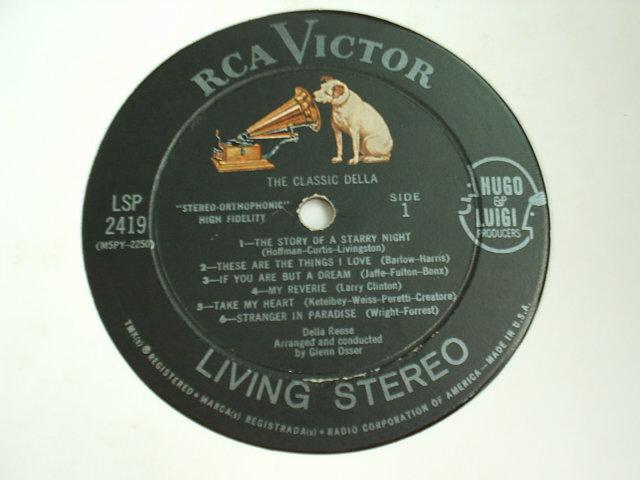 RCA VICTOR
THE CLASSIC DELLA
LSP
2419
(M5PY-2250)
"STEREO-ORTHOPHONIC"
HIGH FIDELITY
SIDE
1
HUGO
&
LUIGI
PRODUCERS
1—THE STORY OF A STARRY NIGHT
(Hoffman-Curtis-Livingston)
2—THESE ARE THE THINGS I LOVE (Barlow-Harris)
3—IF YOU ARE BUT A DREAM (Jaffe-Fulton-Bonx)
4—MY REVERIE (Larry Clinton)
5—TAKE MY HEART (Ketelbey-Weiss-Peretti-Creatore)
6—STRANGER IN PARADISE (Wright-Forrest)
Della Reese
Arranged and conducted
by Glenn Osser
LIVING STEREO
TMK(s) ® REGISTERED • MARCA(s) REGISTRADA(s) • RADIO CORPORATION OF AMERICA—MADE IN U.S.A.